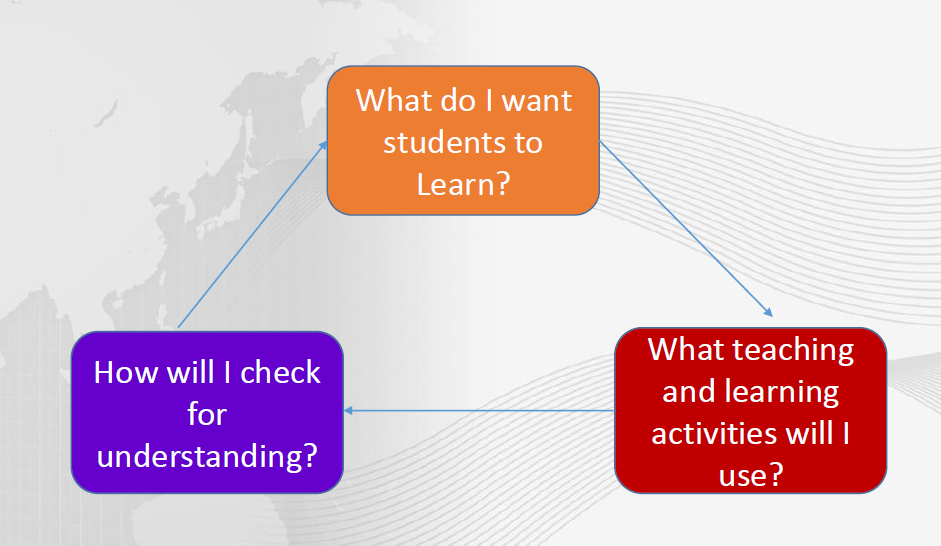 What do I want
students to
Learn?
How will I check
for
understanding?
What teaching
and learning
activities will I
use?